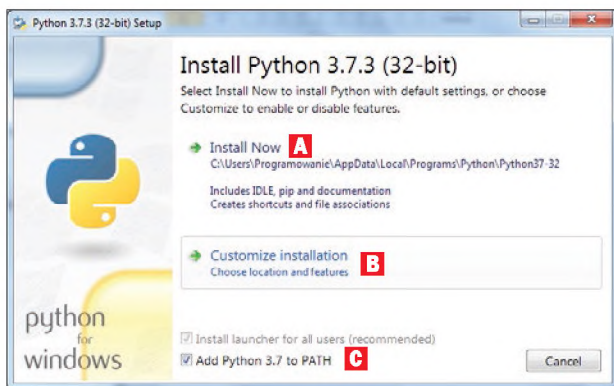 Python 3.7.3 (32-bit) Setup
Install Python 3.7.3 (32-bit)
Select Install Now to install Python with default settings, or choose
Customize to enable or disable features.
Install Now A
C:\Users\Programowanie\AppData\Local\Programs\Python\Python37-32
Includes IDLE, pip and documentation
Creates shortcuts and file associations
Customize installation B
Choose location and features
python
for
windows
Install launcher for all users (recommended)
Add Python 3.7 to PATH C
Cancel